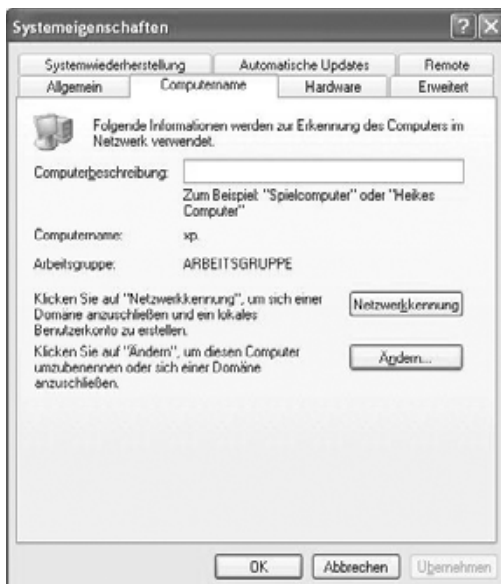 Systemeigenschaften
Systemwiederherstellung Automatische Updates Remote
Allgemein Computername Hardware Erweitert
Folgende Informationen werden zur Erkennung des Computers im
Netzwerk verwendet.
Computerbeschreibung:
Zum Beispiel: "Spielcomputer" oder "Heikes
Computer"
Computername: xp.
Arbeitsgruppe: ARBEITSGRUPPE
Klicken Sie auf "Netzwerkkennung", um sich einer
Domäne anzuschließen und ein lokales
Benutzerkonto zu erstellen.
Netzwerkkennung
Klicken Sie auf "Ändern", um diesen Computer
umzubenennen oder sich einer Domäne
anzuschließen.
Ändern...
OK Abbrechen Übernehmen